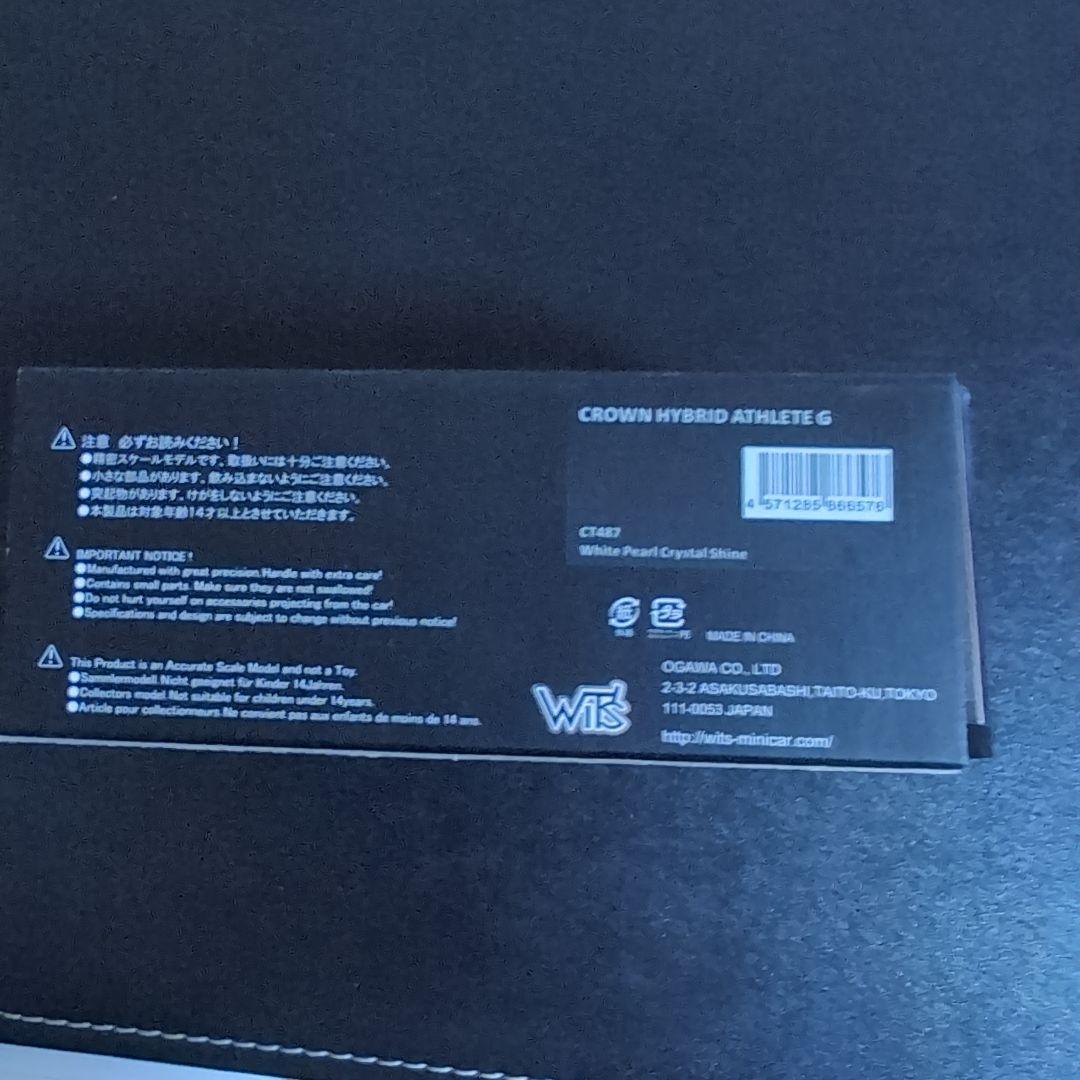 注意 必ずお読みください！
●精密スケールモデルです。取扱いには十分ご注意ください。
●小さな部品があります。飲み込まないようにご注意ください。
●突起物があります。けがをしないようにご注意ください。
●本製品は対象年齢14才以上とさせていただきます。
IMPORTANT NOTICE!
●Manufactured with great precision. Handle with extra care!
●Contains small parts. Make sure they are not swallowed!
●Do not hurt yourself on accessories projecting from the car!
●Specifications and design are subject to change without previous notice!
This Product is an Accurate Scale Model and not a Toy.
●Sammlermodell. Nicht geeignet für Kinder 14Jahren.
●Collectors model. Not suitable for children under 14years.
●Article pour collectionneurs. Ne convient pas aux enfants de moins de 14 ans.
CROWN HYBRID ATHLETE G
4 571285 866576
CT487
White Pearl Crystal Shine
紙
プラ
MADE IN CHINA
WiT's
OGAWA CO., LTD
2-3-2 ASAKUSABASHI, TAITO-KU, TOKYO
111-0053 JAPAN
http://wits-minicar.com/